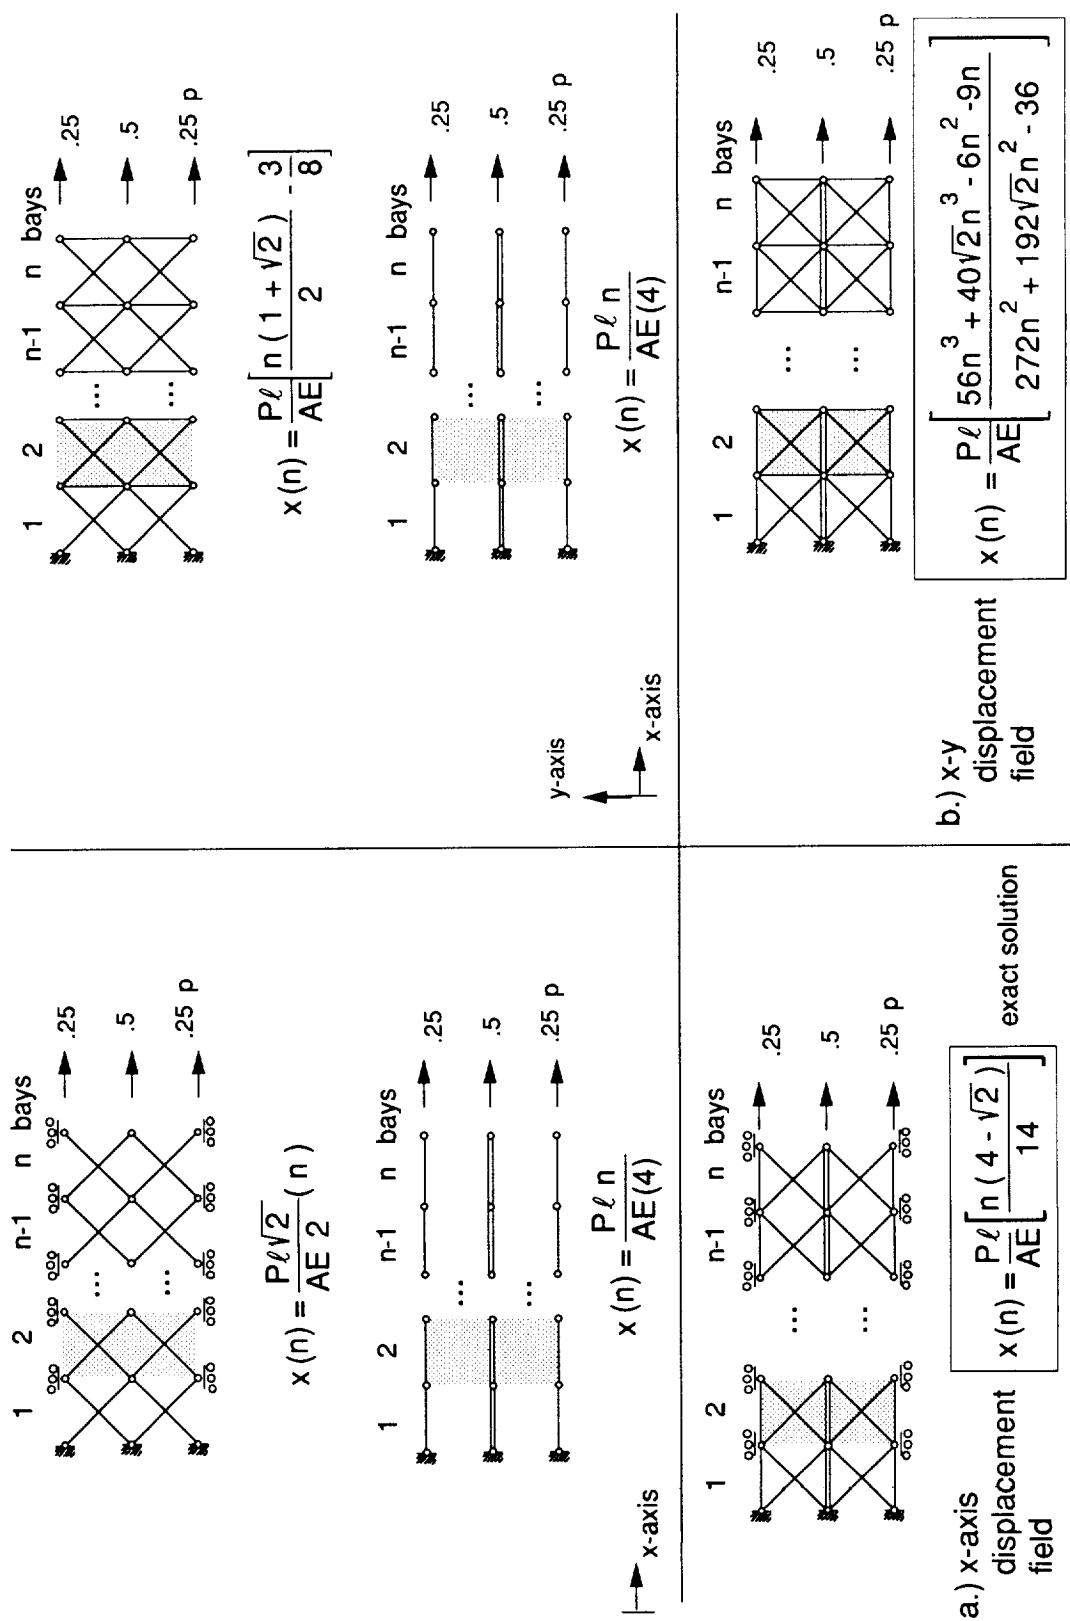 1 2 n-1 n bays
... ...
.25
.5
.25 p
x (n) = Pℓ√2 / AE 2 (n)
1 2 n-1 n bays
... ...
.25
.5
.25 p
x (n) = Pℓ n / AE (4)
x-axis
1 2 n-1 n bays
... ...
.25
.5
.25 p
a.) x-axis
displacement
field
x (n) = Pℓ/AE [ n ( 4 - √2 ) / 14 ]
exact solution
1 2 n-1 n bays
... ...
.25
.5
.25 p
x (n) = Pℓ/AE [ n ( 1 + √2 ) / 2 - 3/8 ]
1 2 n-1 n bays
... ...
.25
.5
.25 p
x (n) = Pℓ n / AE (4)
y-axis
x-axis
1 2 n-1 n bays
... ...
.25
.5
.25 p
b.) x-y
displacement
field
x (n) = Pℓ/AE [ 56n³ + 40√2n³ - 6n² -9n / 272n² + 192√2n² - 36 ]